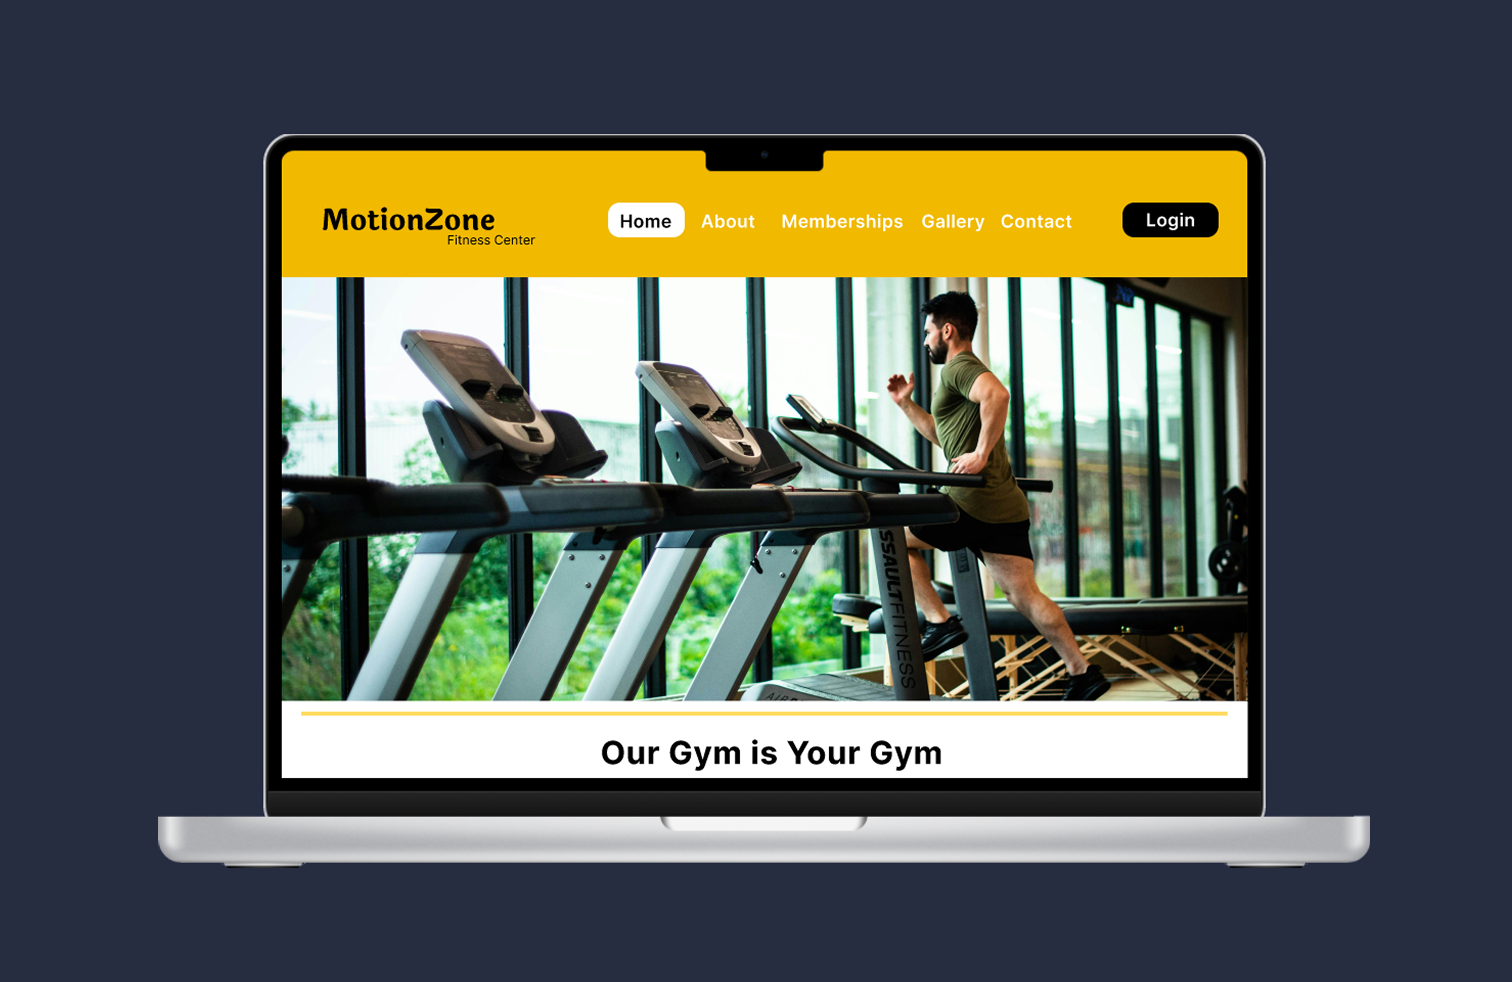 MotionZone
Fitness Center
Home About Memberships Gallery Contact Login
SSAULTFITNESS
Our Gym is Your Gym